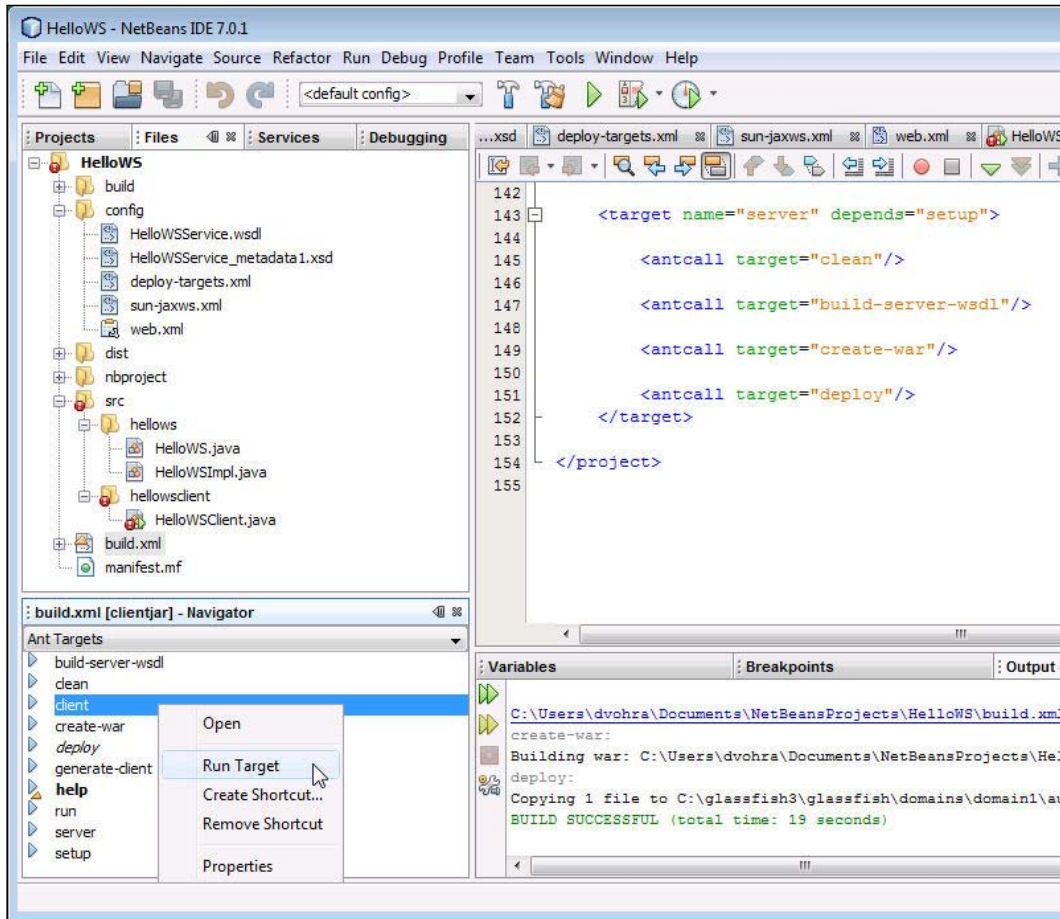 HelloWS - NetBeans IDE 7.0.1
File Edit View Navigate Source Refactor Run Debug Profile Team Tools Window Help
<default config>
Projects Files Services Debugging
HelloWS
build
config
HelloWSService.wsdl
HelloWSService_metadata1.xsd
deploy-targets.xml
sun-jaxws.xml
web.xml
dist
nbproject
src
hellows
HelloWS.java
HelloWSImpl.java
hellowsclient
HelloWSClient.java
build.xml
manifest.mf
build.xml [clientjar] - Navigator
Ant Targets
build-server-wsdl
clean
client
create-war
deploy
generate-client
help
run
server
setup
Open
Run Target
Create Shortcut...
Remove Shortcut
Properties
...xsd deploy-targets.xml sun-jaxws.xml web.xml HelloWS
142
143 <target name="server" depends="setup">
144
145 <antcall target="clean"/>
146
147 <antcall target="build-server-wsdl"/>
148
149 <antcall target="create-war"/>
150
151 <antcall target="deploy"/>
152 </target>
153
154 </project>
155
Variables Breakpoints Output
C:\Users\dvohra\Documents\NetBeansProjects\HelloWS\build.xml
create-war:
Building war: C:\Users\dvohra\Documents\NetBeansProjects\Hel
deploy:
Copying 1 file to C:\glassfish3\glassfish\domains\domain1\au
BUILD SUCCESSFUL (total time: 19 seconds)